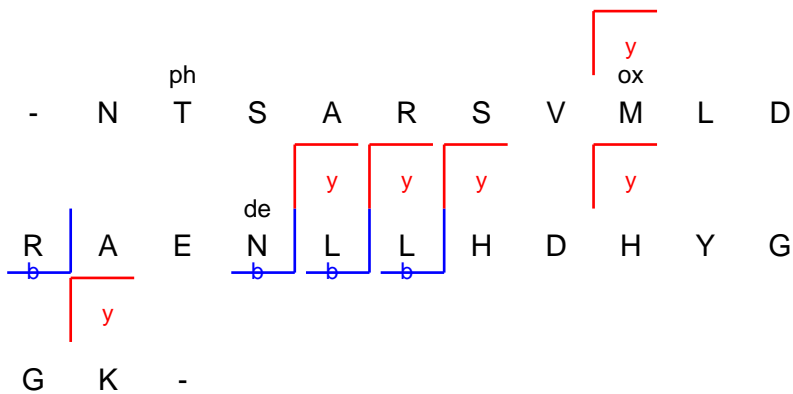 y
ph ox
- N T S A R S V M L D
y y y y
de
R A E N L L H D H Y G
b b b b
y
G K -